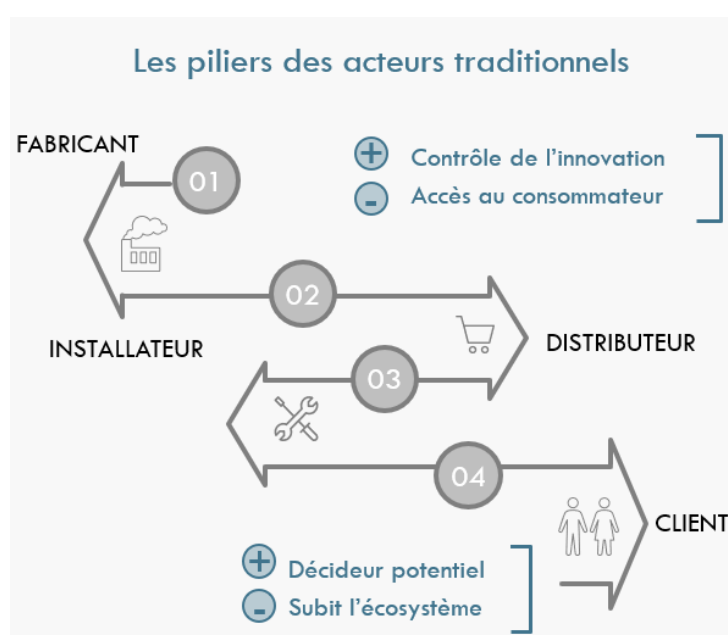 Les piliers des acteurs traditionnels
FABRICANT
01
+ Contrôle de l'innovation
- Accès au consommateur
02
INSTALLATEUR
DISTRIBUTEUR
03
04
CLIENT
+ Décideur potentiel
- Subit l'écosystème